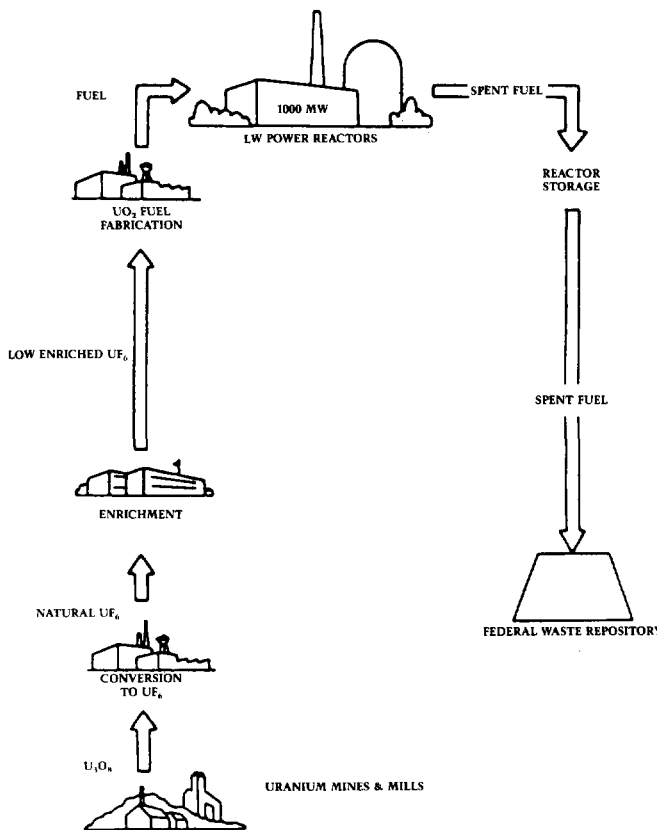 FUEL
1000 MW
LW POWER REACTORS
SPENT FUEL
REACTOR
STORAGE
UO₂ FUEL
FABRICATION
LOW ENRICHED UF₆
SPENT FUEL
ENRICHMENT
NATURAL UF₆
FEDERAL WASTE REPOSITORY
CONVERSION
TO UF₆
U₃O₈
URANIUM MINES & MILLS